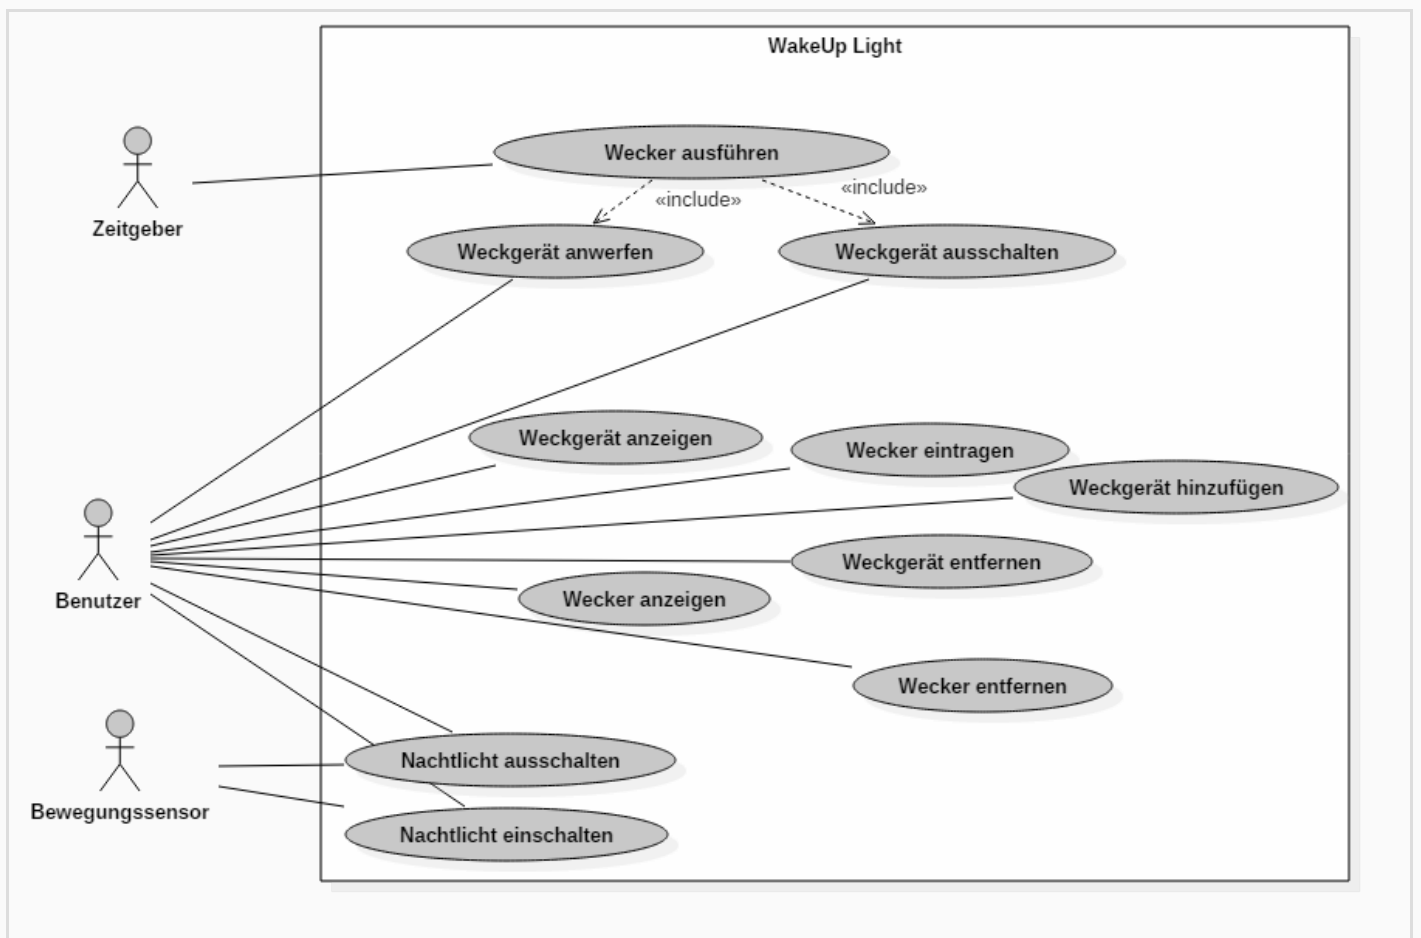 WakeUp Light
Wecker ausführen
«include»
«include»
Zeitgeber
Weckgerät anwerfen
Weckgerät ausschalten
Weckgerät anzeigen
Wecker eintragen
Weckgerät hinzufügen
Weckgerät entfernen
Benutzer
Wecker anzeigen
Wecker entfernen
Nachtlicht ausschalten
Bewegungssensor
Nachtlicht einschalten